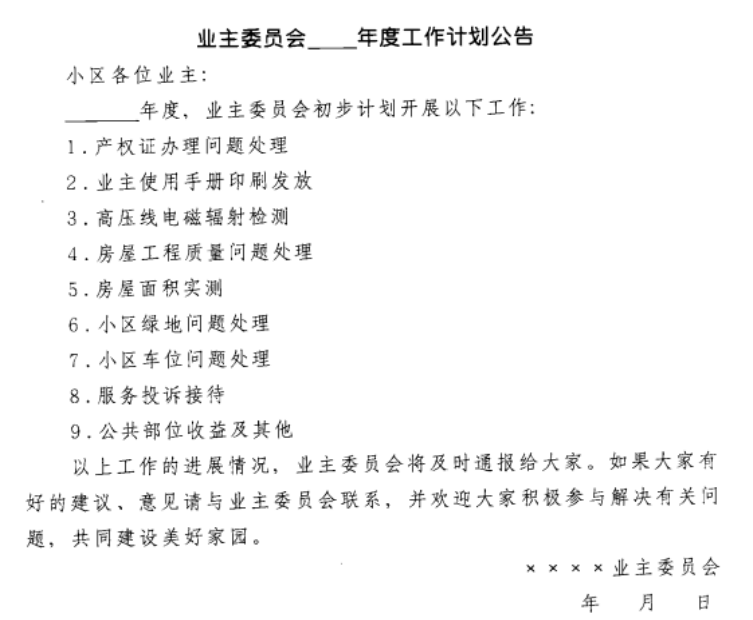 业主委员会____年度工作计划公告
小区各位业主：
______年度，业主委员会初步计划开展以下工作：
1.产权证办理问题处理
2.业主使用手册印刷发放
3.高压线电磁辐射检测
4.房屋工程质量问题处理
5.房屋面积实测
6.小区绿地问题处理
7.小区车位问题处理
8.服务投诉接待
9.公共部位收益及其他
以上工作的进展情况，业主委员会将及时通报给大家。如果大家有
好的建议、意见请与业主委员会联系，并欢迎大家积极参与解决有关问
题，共同建设美好家园。
××××业主委员会
年 月 日